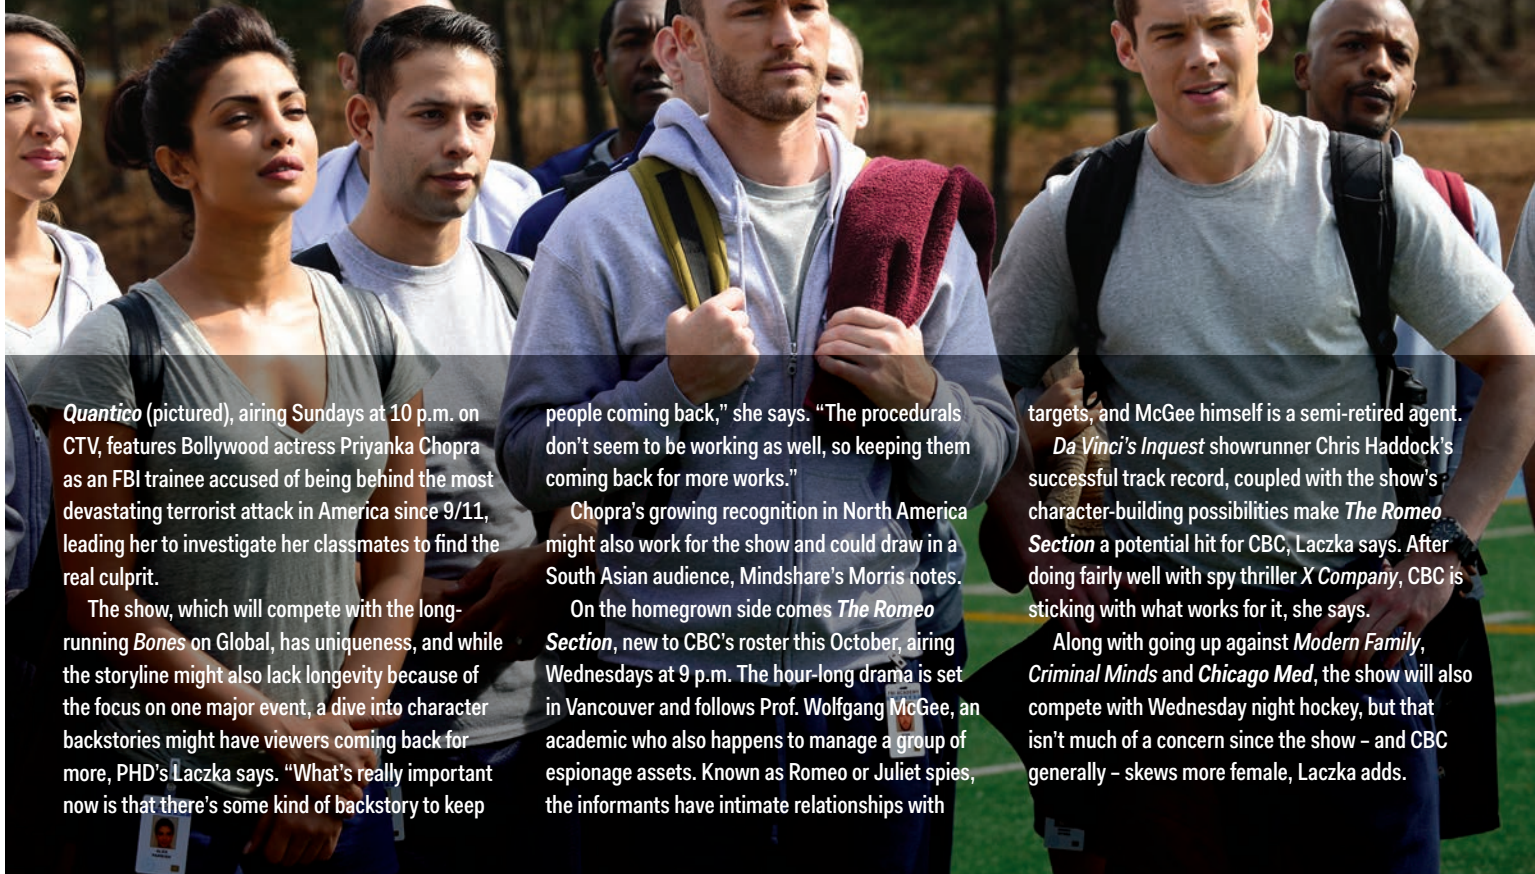 Quantico (pictured), airing Sundays at 10 p.m. on
CTV, features Bollywood actress Priyanka Chopra
as an FBI trainee accused of being behind the most
devastating terrorist attack in America since 9/11,
leading her to investigate her classmates to find the
real culprit.
The show, which will compete with the long-
running Bones on Global, has uniqueness, and while
the storyline might also lack longevity because of
the focus on one major event, a dive into character
backstories might have viewers coming back for
more, PHD’s Laczka says. “What’s really important
now is that there’s some kind of backstory to keep
people coming back,” she says. “The procedurals
don’t seem to be working as well, so keeping them
coming back for more works.”
Chopra’s growing recognition in North America
might also work for the show and could draw in a
South Asian audience, Mindshare’s Morris notes.
On the homegrown side comes The Romeo
Section, new to CBC’s roster this October, airing
Wednesdays at 9 p.m. The hour-long drama is set
in Vancouver and follows Prof. Wolfgang McGee, an
academic who also happens to manage a group of
espionage assets. Known as Romeo or Juliet spies,
the informants have intimate relationships with
targets, and McGee himself is a semi-retired agent.
Da Vinci’s Inquest showrunner Chris Haddock’s
successful track record, coupled with the show’s
character-building possibilities make The Romeo
Section a potential hit for CBC, Laczka says. After
doing fairly well with spy thriller X Company, CBC is
sticking with what works for it, she says.
Along with going up against Modern Family,
Criminal Minds and Chicago Med, the show will also
compete with Wednesday night hockey, but that
isn’t much of a concern since the show – and CBC
generally – skews more female, Laczka adds.